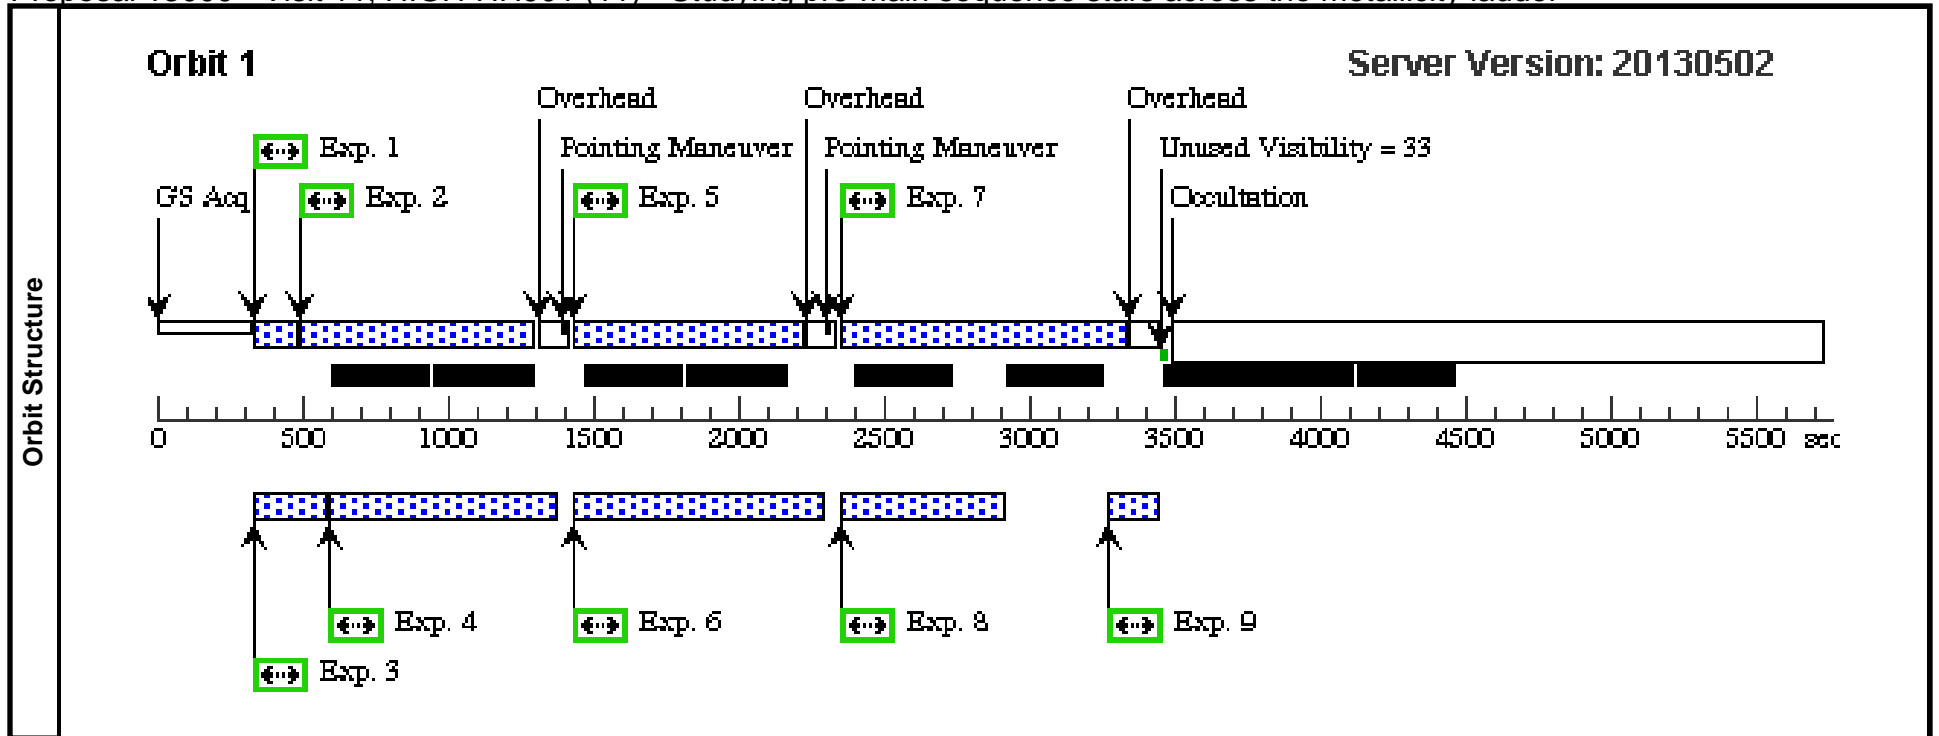 Orbit Structure
Orbit 1
Server Version: 20130502
Overhead Overhead Overhead
Exp. 1 Pointing Maneuver Pointing Maneuver Unused Visibility = 33
GS Acq Exp. 2 Exp. 5 Exp. 7 Occultation
0 500 1000 1500 2000 2500 3000 3500 4000 4500 5000 5500 sec
Exp. 4 Exp. 6 Exp. 8 Exp. 9
Exp. 3